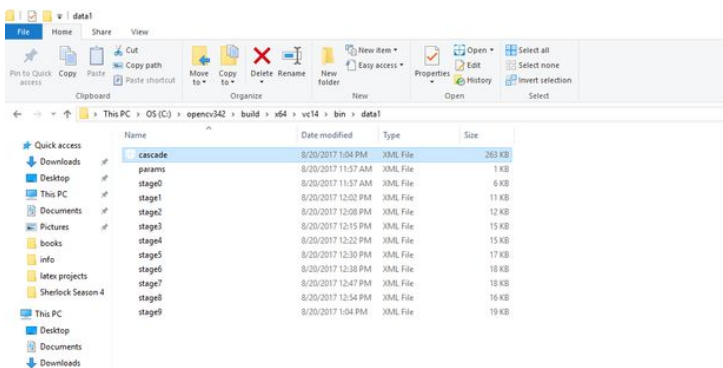 data1
File Home Share View
Pin to Quick access
Copy
Paste
Cut
Copy path
Paste shortcut
Clipboard
Move to
Copy to
Delete
Rename
Organize
New folder
New item
Easy access
New
Properties
Open
Edit
History
Open
Select all
Select none
Invert selection
Select
This PC > OS (C:) > opencv342 > build > x64 > vc14 > bin > data1
Name Date modified Type Size
cascade 8/20/2017 1:04 PM XML File 263 KB
params 8/20/2017 11:57 AM XML File 1 KB
stage0 8/20/2017 11:57 AM XML File 6 KB
stage1 8/20/2017 12:02 PM XML File 11 KB
stage2 8/20/2017 12:08 PM XML File 12 KB
stage3 8/20/2017 12:15 PM XML File 15 KB
stage4 8/20/2017 12:22 PM XML File 15 KB
stage5 8/20/2017 12:30 PM XML File 17 KB
stage6 8/20/2017 12:38 PM XML File 18 KB
stage7 8/20/2017 12:47 PM XML File 18 KB
stage8 8/20/2017 12:54 PM XML File 16 KB
stage9 8/20/2017 1:04 PM XML File 19 KB
Quick access
Downloads
Desktop
This PC
Documents
Pictures
books
info
latex projects
Sherlock Season 4
This PC
Desktop
Documents
Downloads